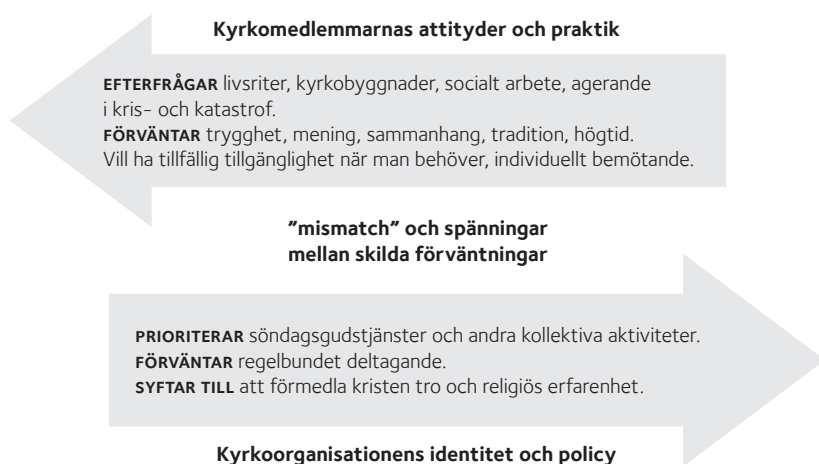 Kyrkomedlemmarnas attityder och praktik
EFTERFRÅGAR livsriter, kyrkobyggnader, socialt arbete, agerande
i kris- och katastrof.
FÖRVÄNTAR trygghet, mening, sammanhang, tradition, högtid.
Vill ha tillfällig tillgänglighet när man behöver, individuellt bemötande.
”mismatch” och spänningar
mellan skilda förväntningar
PRIORITERAR söndagsgudstjänster och andra kollektiva aktiviteter.
FÖRVÄNTAR regelbundet deltagande.
SYFTAR TILL att förmedla kristen tro och religiös erfarenhet.
Kyrkoorganisationens identitet och policy